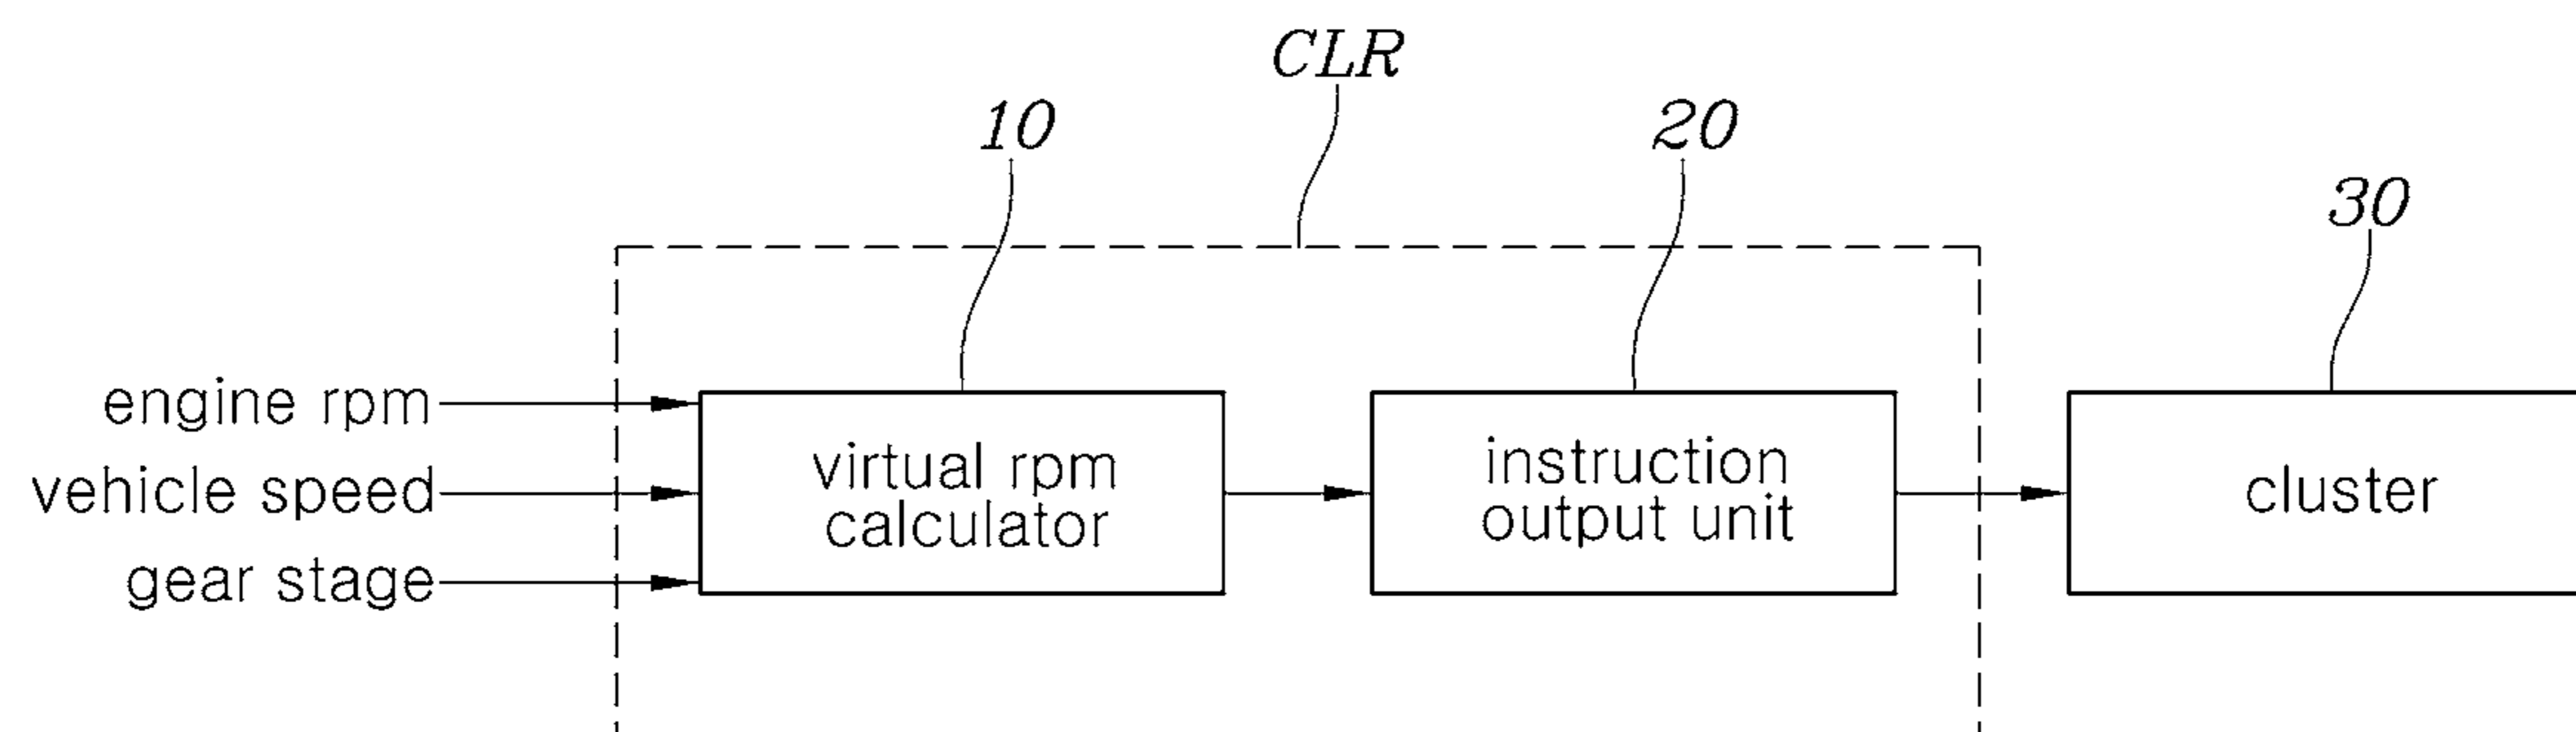 CLR
10
20
30
engine rpm
vehicle speed
gear stage
virtual rpm
calculator
instruction
output unit
cluster